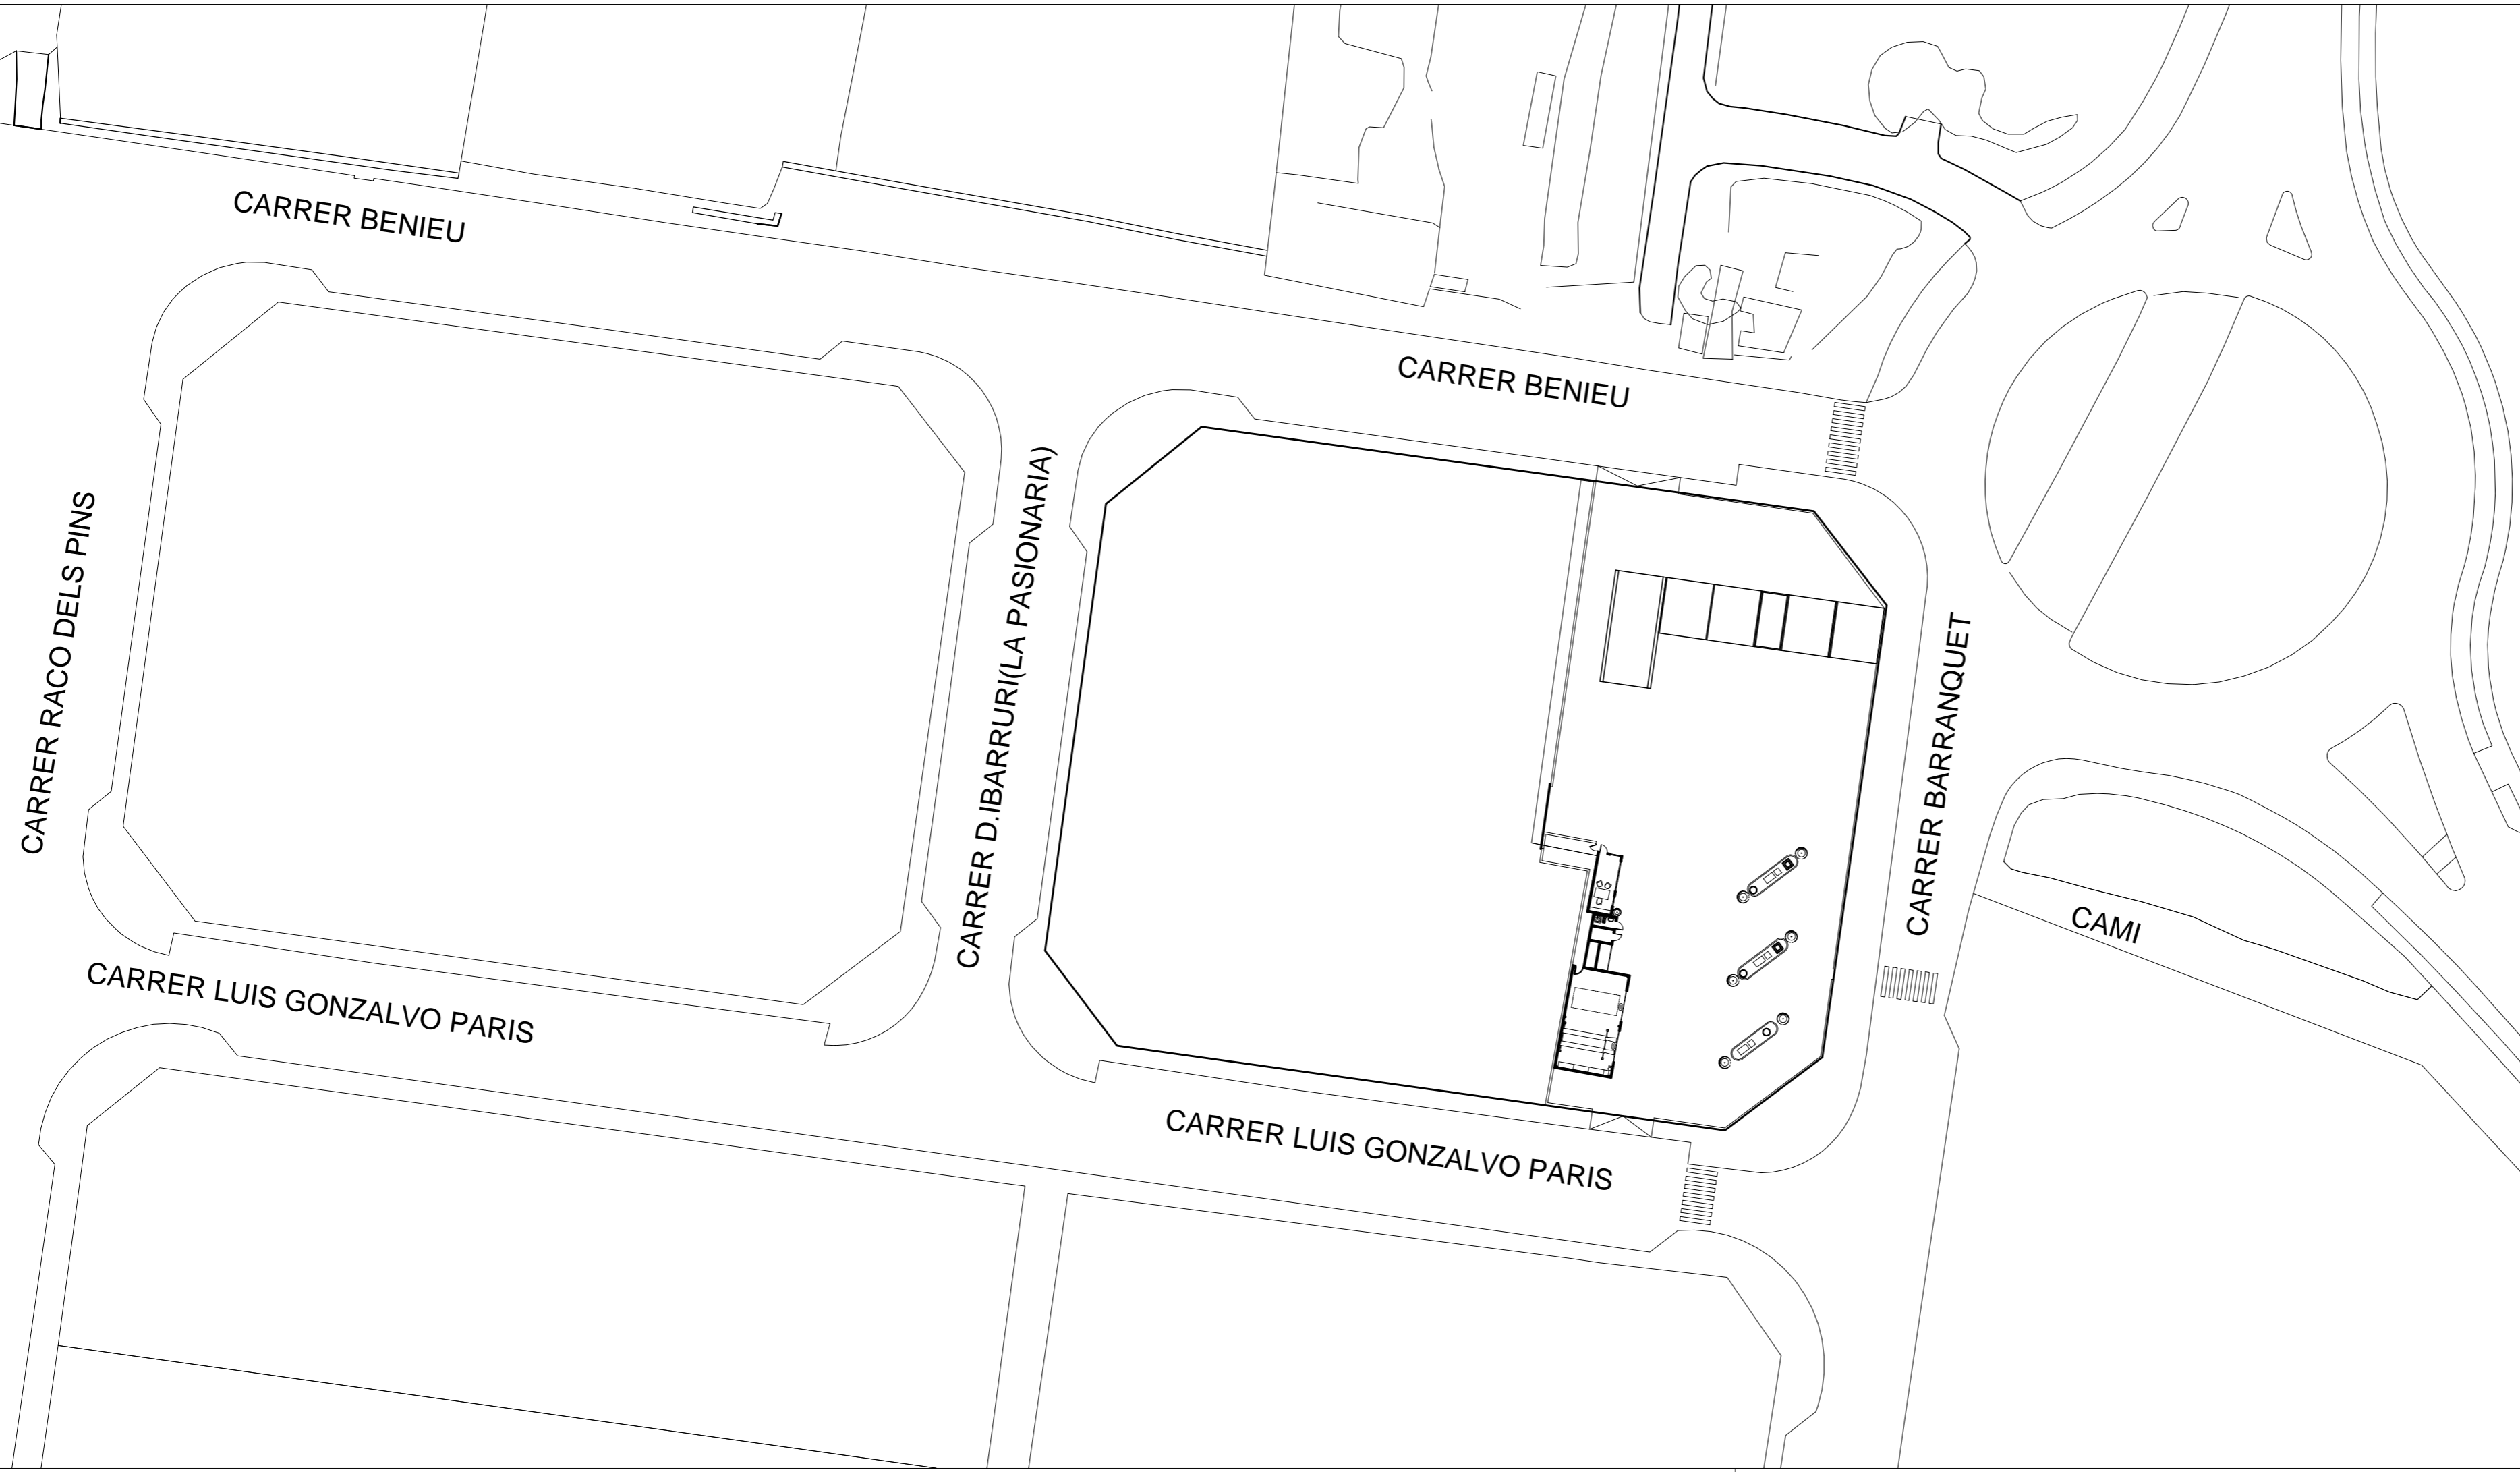 CARRER BENIEU
CARRER BENIEU
CARRER RACO DELS PINS
CARRER D.IBARRURI(LA PASIONARIA)
CARRER BARRANQUET
CAMI
CARRER LUIS GONZALVO PARIS
CARRER LUIS GONZALVO PARIS